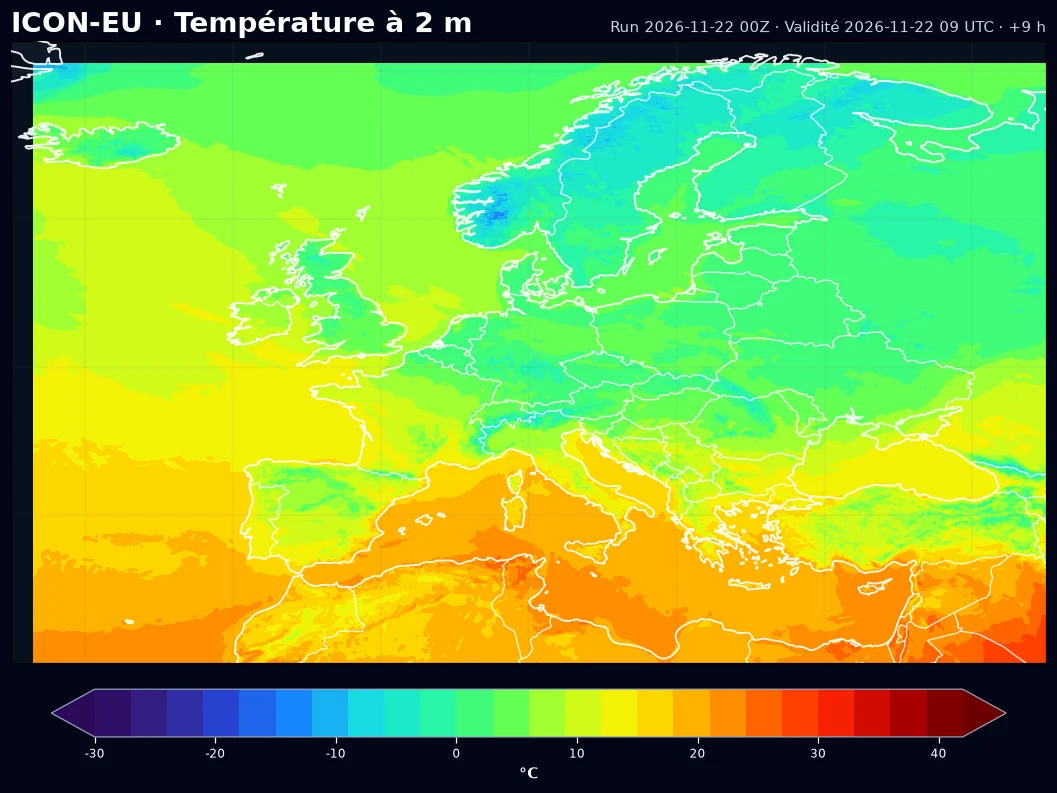 ICON-EU · Température à 2 m
Run 2026-11-22 00Z · Validité 2026-11-22 09 UTC · +9 h
-30 -20 -10 0 10 20 30 40
°C